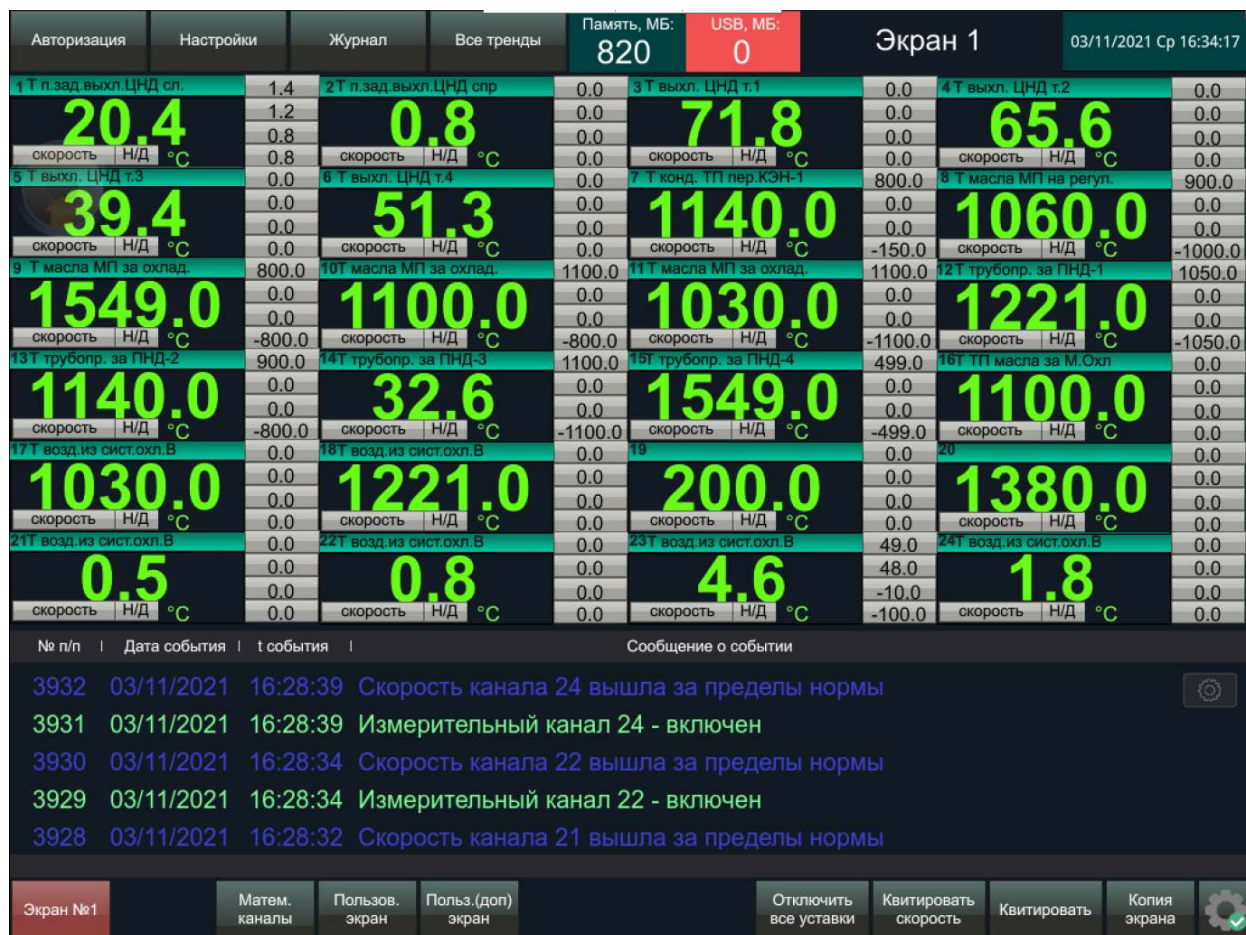 Авторизация Настройки Журнал Все тренды Память, МБ: 820 USB, МБ: 0 Экран 1 03/11/2021 Ср 16:34:17
1 Т п.зад.выхл.ЦНД сл. 1.4 2Т п.зад.выхл.ЦНД спр 0.0 3 Т выхл. ЦНД т.1 0.0 4 Т выхл. ЦНД т.2 0.0
20.4 1.2 0.8 0.0 71.8 0.0 65.6 0.0
0.8 0.0 0.0 0.0
скорость Н/Д °C 0.8 скорость Н/Д °C 0.0 скорость Н/Д °C 0.0 скорость Н/Д °C 0.0
5 Т выхл. ЦНД т.3 0.0 6 Т выхл. ЦНД т.4 0.0 7 Т конд. ТП пер.КЭН-1 800.0 8 Т масла МП на регул. 900.0
39.4 0.0 51.3 0.0 1140.0 0.0 1060.0 0.0
0.0 0.0 0.0 0.0
скорость Н/Д °C 0.0 скорость Н/Д °C 0.0 скорость Н/Д °C -150.0 скорость Н/Д °C -1000.0
9 Т масла МП за охлад. 800.0 10Т масла МП за охлад. 1100.0 11 Т масла МП за охлад. 1100.0 12Т трубопр. за ПНД-1 1050.0
1549.0 0.0 1100.0 0.0 1030.0 0.0 1221.0 0.0
0.0 0.0 0.0 0.0
скорость Н/Д °C -800.0 скорость Н/Д °C -800.0 скорость Н/Д °C -1100.0 скорость Н/Д °C -1050.0
13Т трубопр. за ПНД-2 900.0 14Т трубопр. за ПНД-3 1100.0 15Т трубопр. за ПНД-4 499.0 16Т ТП масла за М.Охл 0.0
1140.0 0.0 32.6 0.0 1549.0 0.0 1100.0 0.0
0.0 0.0 0.0 0.0
скорость Н/Д °C -800.0 скорость Н/Д °C -1100.0 скорость Н/Д °C -499.0 скорость Н/Д °C 0.0
17Т возд.из сист.охл.В 0.0 18Т возд.из сист.охл.В 0.0 19 0.0 20 0.0
1030.0 0.0 1221.0 0.0 200.0 0.0 1380.0 0.0
0.0 0.0 0.0 0.0
скорость Н/Д °C 0.0 скорость Н/Д °C 0.0 скорость Н/Д °C 0.0 скорость Н/Д °C 0.0
21Т возд.из сист.охл.В 0.0 22Т возд.из сист.охл.В 0.0 23Т возд.из сист.охл.В 49.0 24Т возд.из сист.охл.В 0.0
0.5 0.0 0.8 0.0 4.6 48.0 1.8 0.0
0.0 0.0 -10.0 0.0
скорость Н/Д °C 0.0 скорость Н/Д °C 0.0 скорость Н/Д °C -100.0 скорость Н/Д °C 0.0
№ п/п | Дата события | t события | Сообщение о событии
3932 03/11/2021 16:28:39 Скорость канала 24 вышла за пределы нормы
3931 03/11/2021 16:28:39 Измерительный канал 24 - включен
3930 03/11/2021 16:28:34 Скорость канала 22 вышла за пределы нормы
3929 03/11/2021 16:28:34 Измерительный канал 22 - включен
3928 03/11/2021 16:28:32 Скорость канала 21 вышла за пределы нормы
Экран №1 Матем. каналы Пользов. экран Польз.(доп) экран Отключить все уставки Квитировать скорость Квитировать Копия экрана